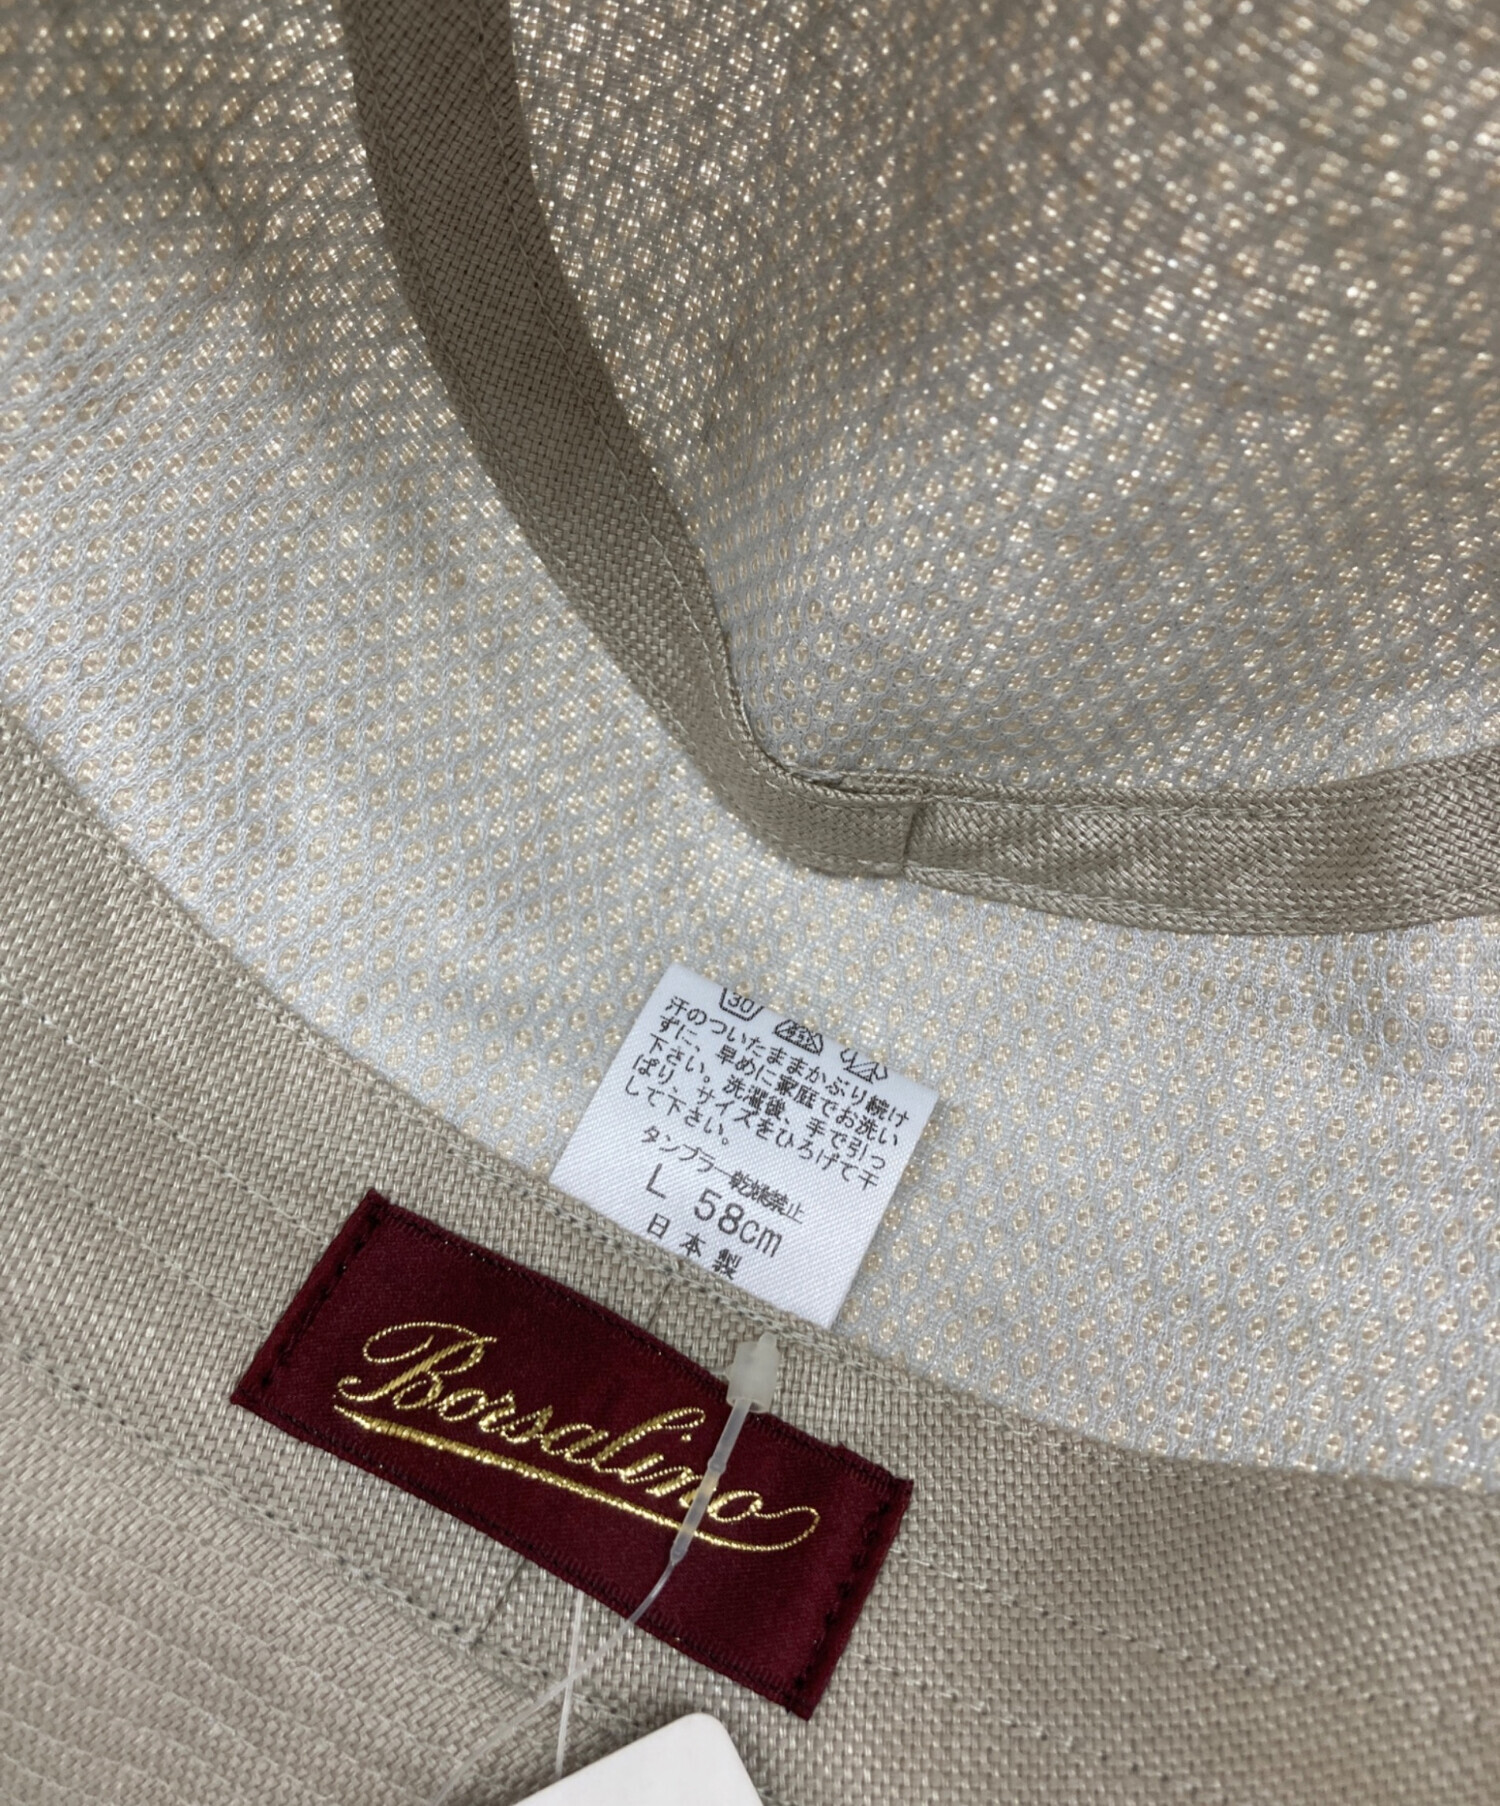 30
汗のついたままかぶり続け
ずに、早めに家庭でお洗い
下さい。洗濯後、手で引っ
ぱり、サイズをひろげて干
して下さい。
タンブラー乾燥禁止
L 58cm
日本製
Borsalino